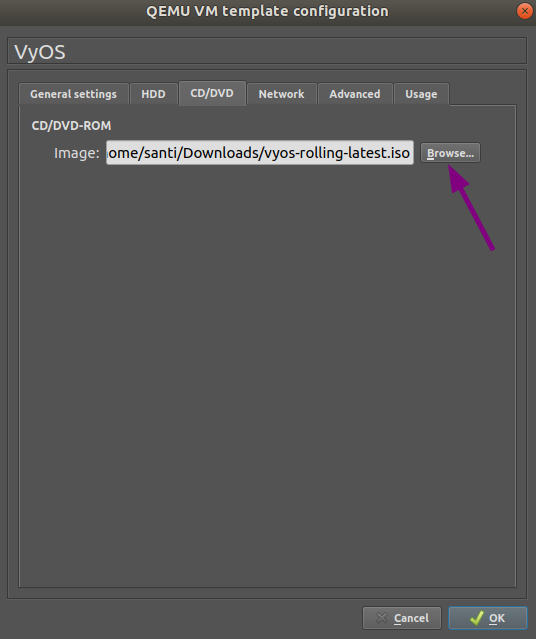 QEMU VM template configuration
VyOS
General settings HDD CD/DVD Network Advanced Usage
CD/DVD-ROM
Image: ome/santi/Downloads/vyos-rolling-latest.iso Browse...
Cancel OK